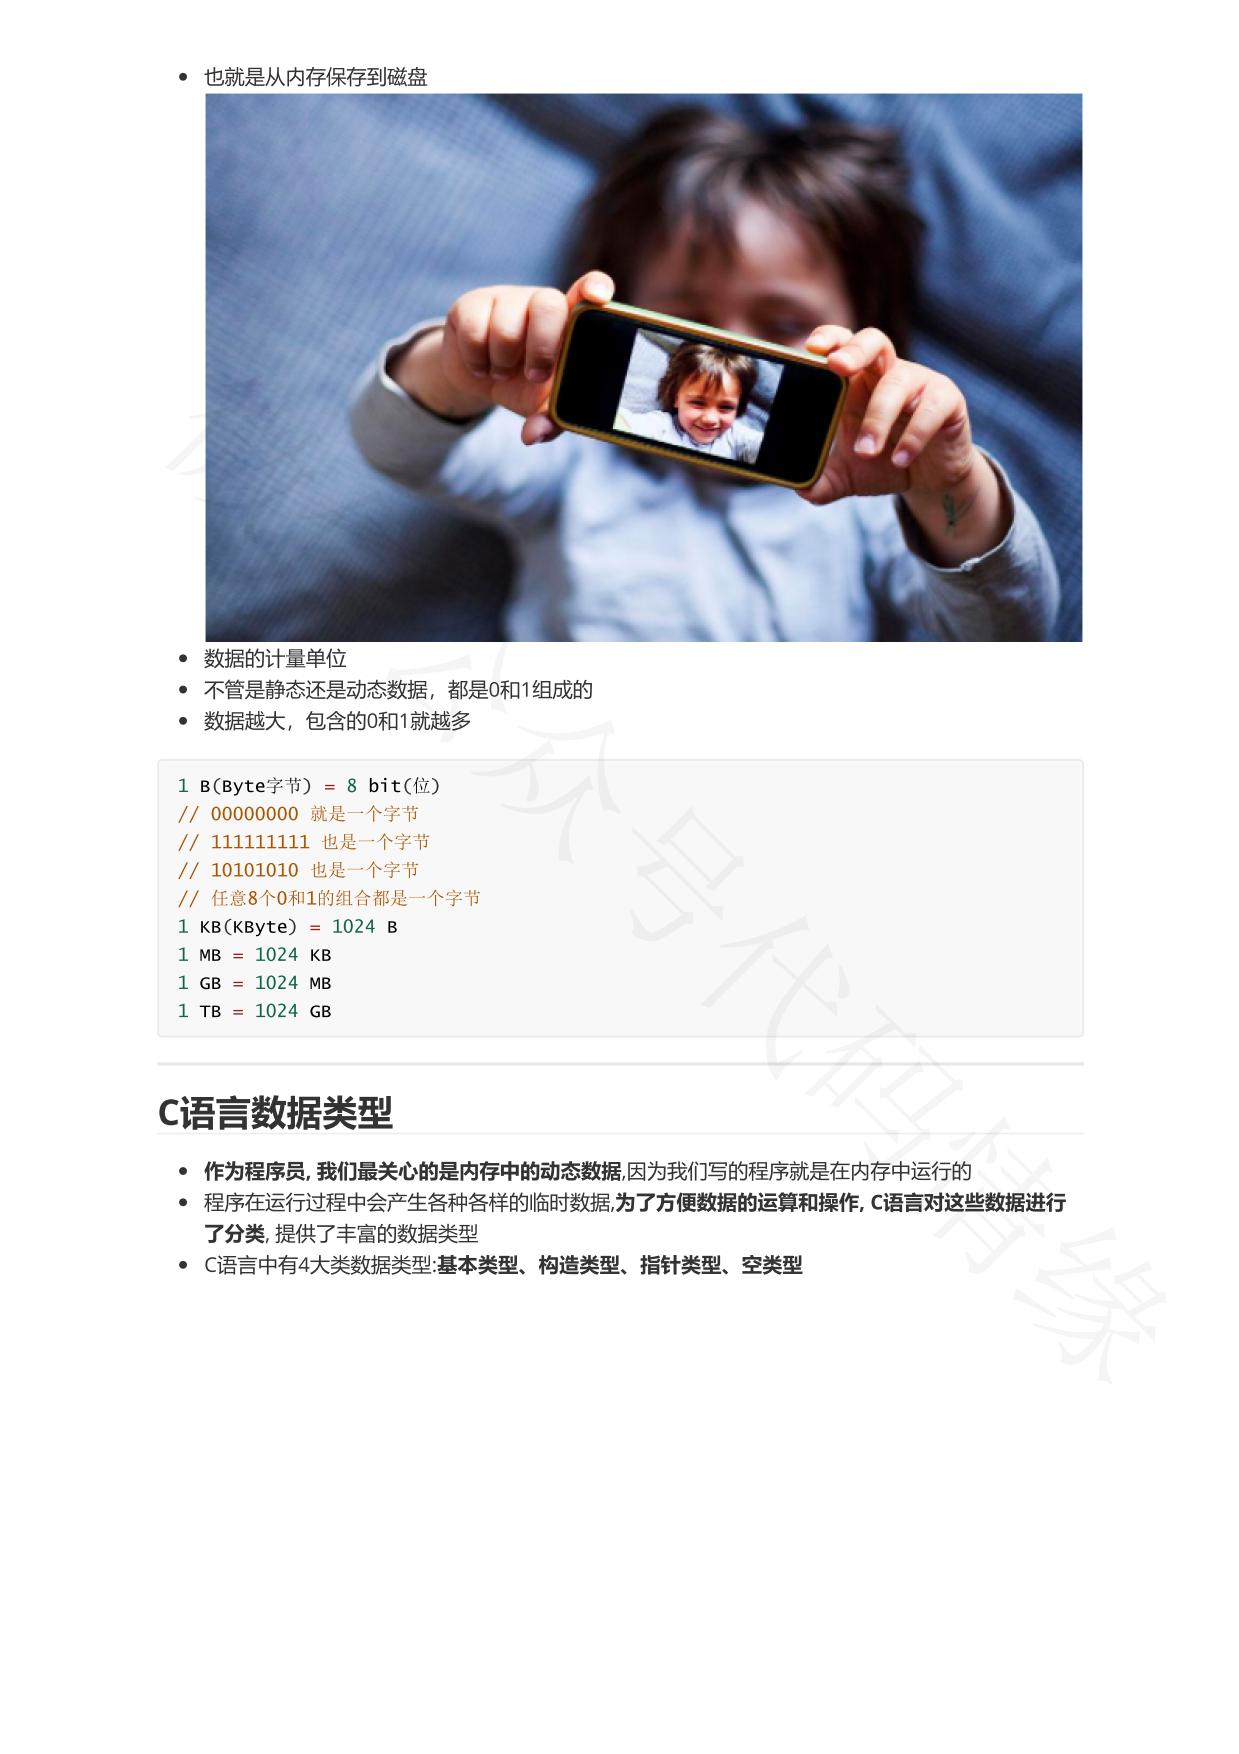 也就是从内存保存到磁盘
数据的计量单位
不管是静态还是动态数据，都是0和1组成的
数据越大，包含的0和1就越多
1 B(Byte字节) = 8 bit(位)
// 00000000 就是一个字节
// 111111111 也是一个字节
// 10101010 也是一个字节
// 任意8个0和1的组合都是一个字节
1 KB(KByte) = 1024 B
1 MB = 1024 KB
1 GB = 1024 MB
1 TB = 1024 GB
C语言数据类型
作为程序员, 我们最关心的是内存中的动态数据,因为我们写的程序就是在内存中运行的
程序在运行过程中会产生各种各样的临时数据,为了方便数据的运算和操作, C语言对这些数据进行
了分类, 提供了丰富的数据类型
C语言中有4大类数据类型:基本类型、构造类型、指针类型、空类型
公众号代码情缘